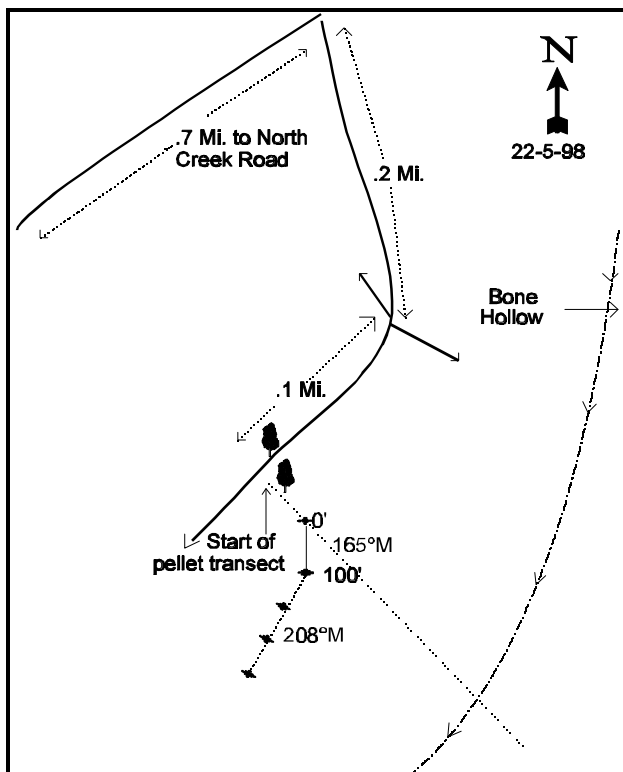 N
22-5-98
.7 Mi. to North
Creek Road
.2 Mi.
Bone
Hollow
.1 Mi.
Start of
pellet transect
0'
165°M
100'
208°M